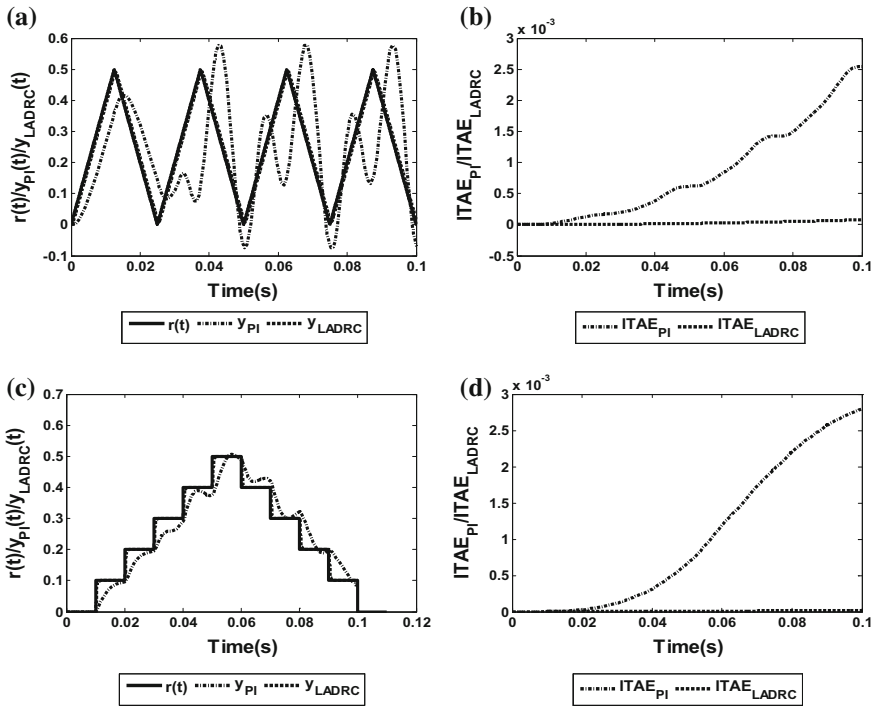 (a)
r(t)/y_PI(t)/y_LADRC(t)
0.6
0.5
0.4
0.3
0.2
0.1
0
-0.1
0 0.02 0.04 0.06 0.08 0.1
Time(s)
r(t) y_PI y_LADRC
(b)
x 10^-3
ITAE_PI/ITAE_LADRC
3
2.5
2
1.5
1
0.5
0
-0.5
0 0.02 0.04 0.06 0.08 0.1
Time(s)
ITAE_PI ITAE_LADRC
(c)
r(t)/y_PI(t)/y_LADRC(t)
0.7
0.6
0.5
0.4
0.3
0.2
0.1
0
0 0.02 0.04 0.06 0.08 0.1 0.12
Time(s)
r(t) y_PI y_LADRC
(d)
x 10^-3
ITAE_PI/ITAE_LADRC
3
2.5
2
1.5
1
0.5
0
0 0.02 0.04 0.06 0.08 0.1
Time(s)
ITAE_PI ITAE_LADRC